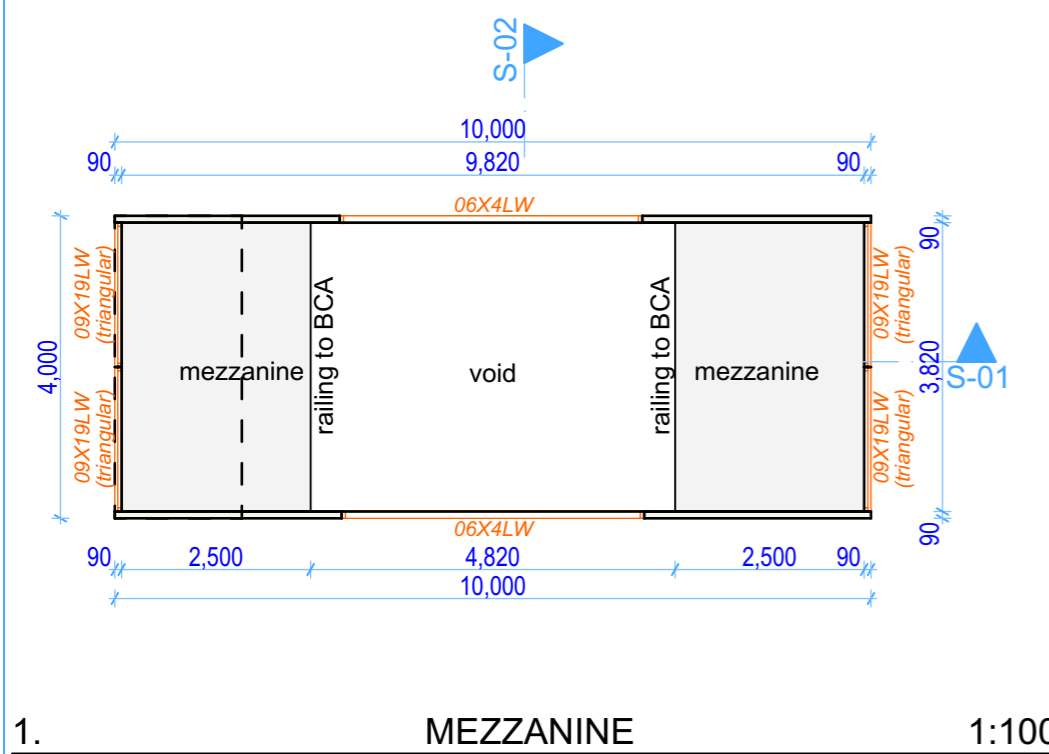 S-02
10,000
90
9,820
90
06X4LW
09X19LW
(triangular)
09X19LW
(triangular)
90
4,000
mezzanine
railing to BCA
void
railing to BCA
mezzanine
3,820
S-01
09X19LW
(triangular)
09X19LW
(triangular)
90
06X4LW
90
2,500
4,820
2,500
90
10,000
1.
MEZZANINE
1:100